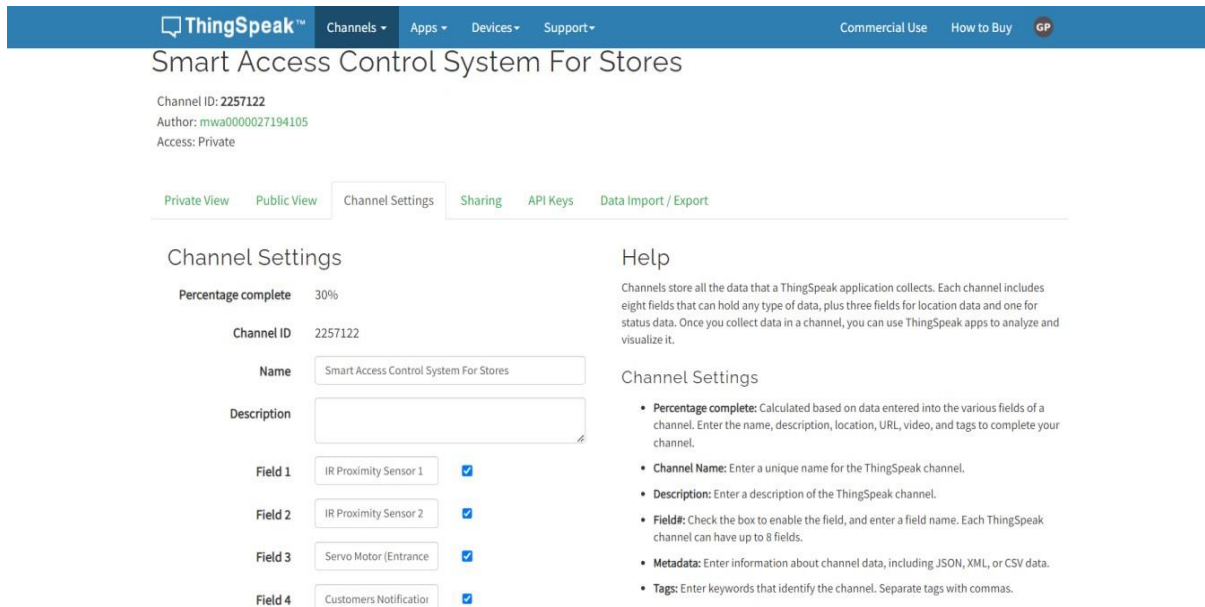 ThingSpeak™ Channels Apps Devices Support Commercial Use How to Buy GP
Smart Access Control System For Stores
Channel ID: 2257122
Author: mwa0000027194105
Access: Private
Private View Public View Channel Settings Sharing API Keys Data Import / Export
Channel Settings
Percentage complete 30%
Channel ID 2257122
Name Smart Access Control System For Stores
Description
Field 1 IR Proximity Sensor 1
Field 2 IR Proximity Sensor 2
Field 3 Servo Motor (Entrance
Field 4 Customers Notification
Help
Channels store all the data that a ThingSpeak application collects. Each channel includes
eight fields that can hold any type of data, plus three fields for location data and one for
status data. Once you collect data in a channel, you can use ThingSpeak apps to analyze and
visualize it.
Channel Settings
• Percentage complete: Calculated based on data entered into the various fields of a
channel. Enter the name, description, location, URL, video, and tags to complete your
channel.
• Channel Name: Enter a unique name for the ThingSpeak channel.
• Description: Enter a description of the ThingSpeak channel.
• Field#: Check the box to enable the field, and enter a field name. Each ThingSpeak
channel can have up to 8 fields.
• Metadata: Enter information about channel data, including JSON, XML, or CSV data.
• Tags: Enter keywords that identify the channel. Separate tags with commas.